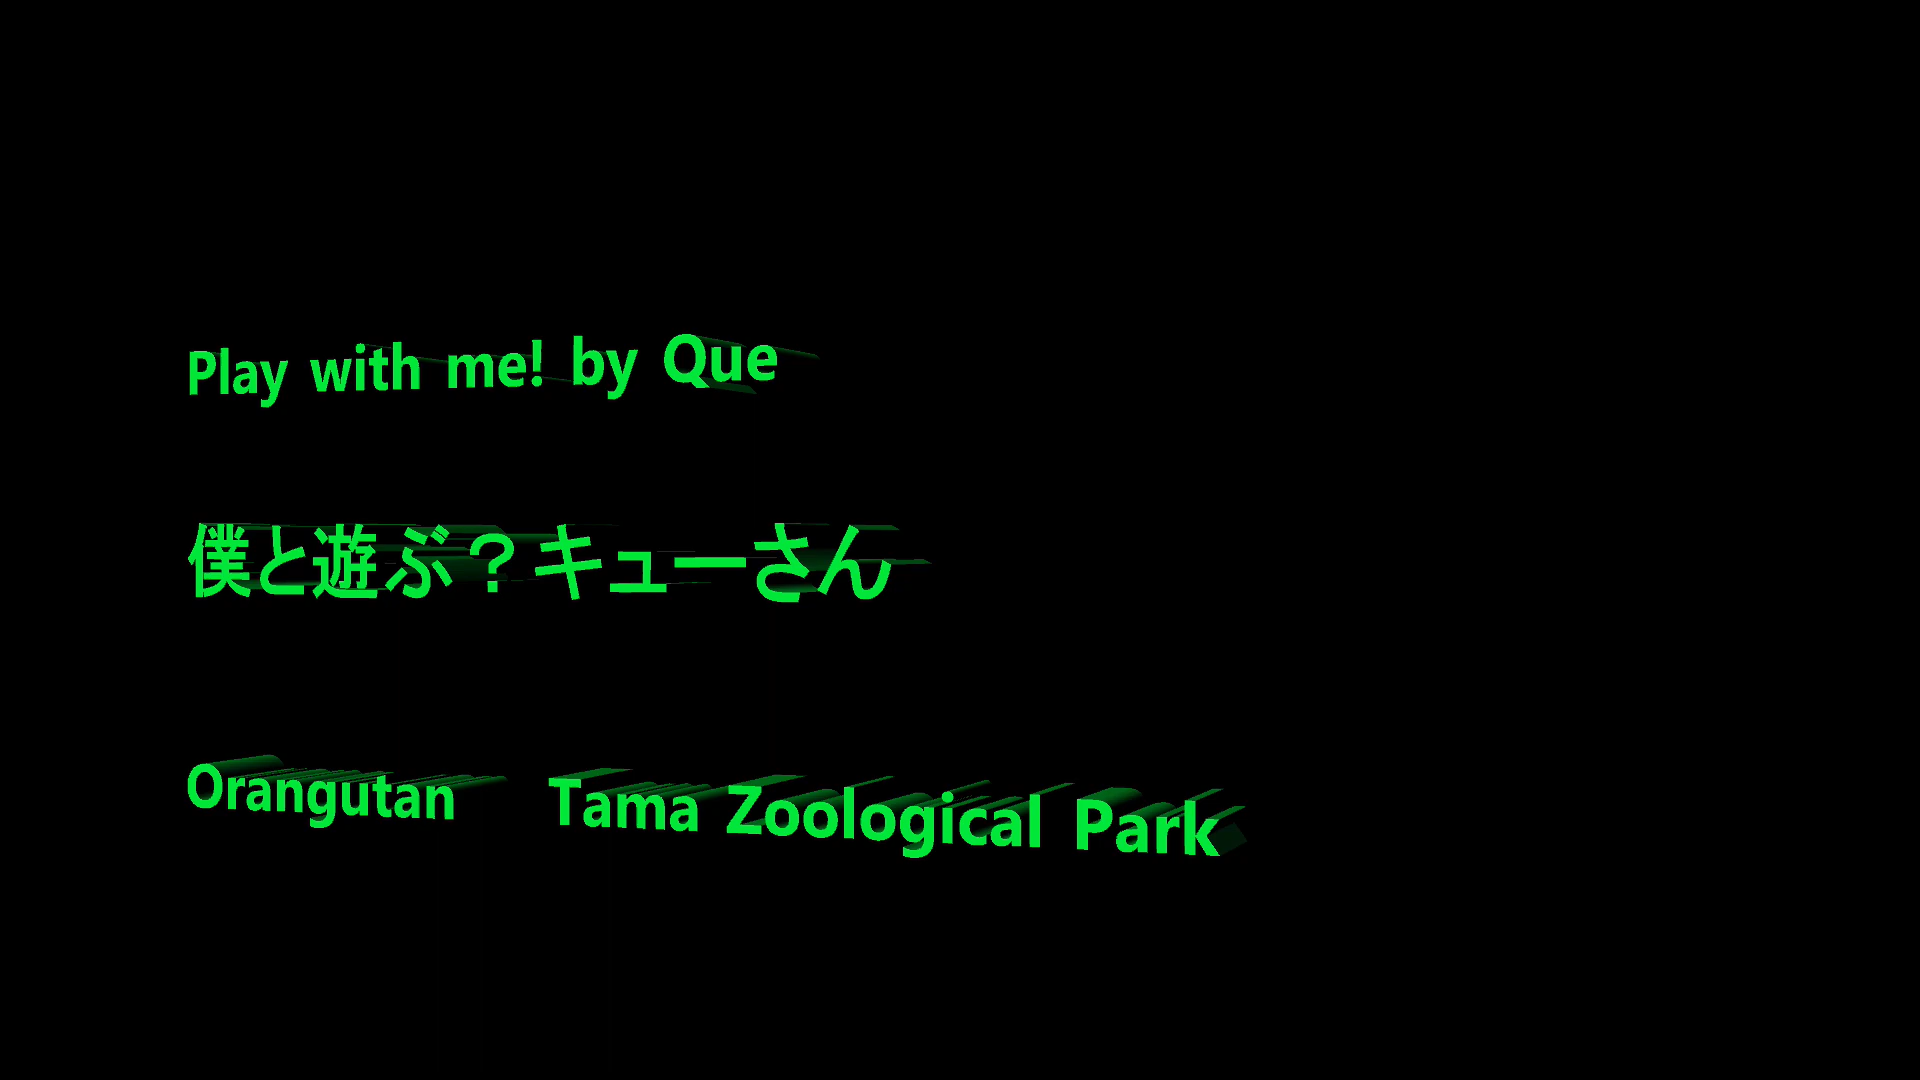 Play with me! by Que
僕と遊ぶ？キューさん
Orangutan Tama Zoological Park